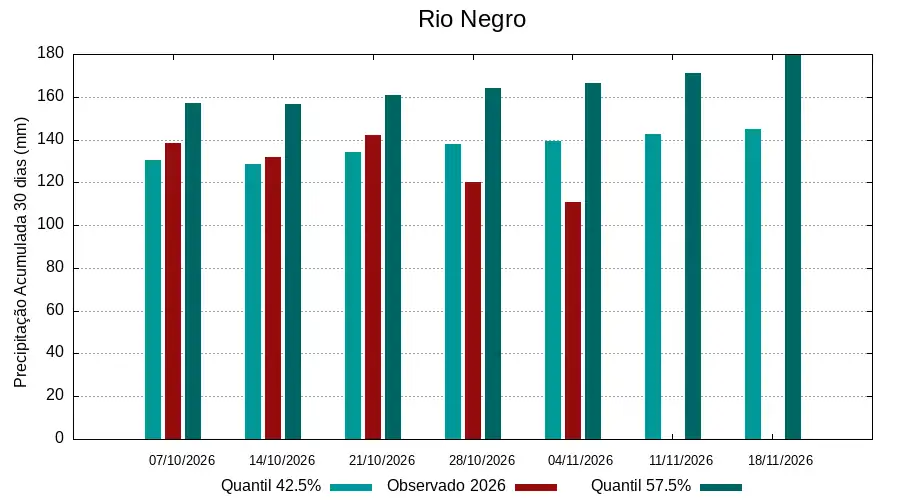 Rio Negro
Precipitação Acumulada 30 dias (mm)
180
160
140
120
100
80
60
40
20
0
07/10/2026 14/10/2026 21/10/2026 28/10/2026 04/11/2026 11/11/2026 18/11/2026
Quantil 42.5% Observado 2026 Quantil 57.5%